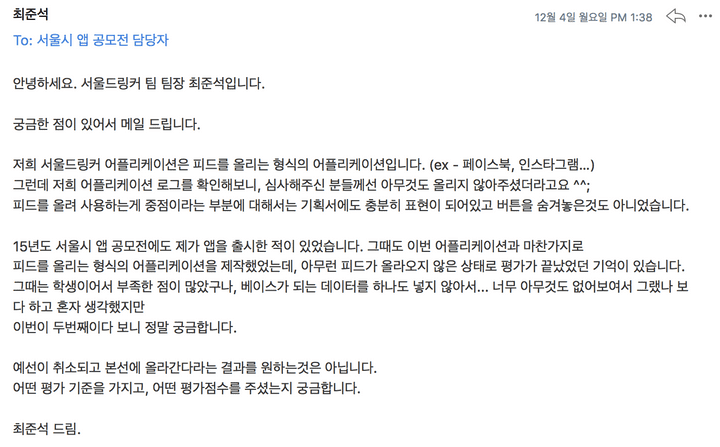 최준석
12월 4일 월요일 PM 1:38
To: 서울시 앱 공모전 담당자
안녕하세요. 서울드링커 팀 팀장 최준석입니다.
궁금한 점이 있어서 메일 드립니다.
저희 서울드링커 어플리케이션은 피드를 올리는 형식의 어플리케이션입니다. (ex - 페이스북, 인스타그램...)
그런데 저희 어플리케이션 로그를 확인해보니, 심사해주신 분들께선 아무것도 올리지 않아주셨더라고요 ^^;
피드를 올려 사용하는게 중점이라는 부분에 대해서는 기획서에도 충분히 표현이 되어있고 버튼을 숨겨놓은것도 아니었습니다.
15년도 서울시 앱 공모전에도 제가 앱을 출시한 적이 있었습니다. 그때도 이번 어플리케이션과 마찬가지로
피드를 올리는 형식의 어플리케이션을 제작했었는데, 아무런 피드가 올라오지 않은 상태로 평가가 끝났었던 기억이 있습니다.
그때는 학생이어서 부족한 점이 많았구나, 베이스가 되는 데이터를 하나도 넣지 않아서... 너무 아무것도 없어보여서 그랬나 보
다 하고 혼자 생각했지만
이번이 두번째이다 보니 정말 궁금합니다.
예선이 취소되고 본선에 올라간다라는 결과를 원하는것은 아닙니다.
어떤 평가 기준을 가지고, 어떤 평가점수를 주셨는지 궁금합니다.
최준석 드림.